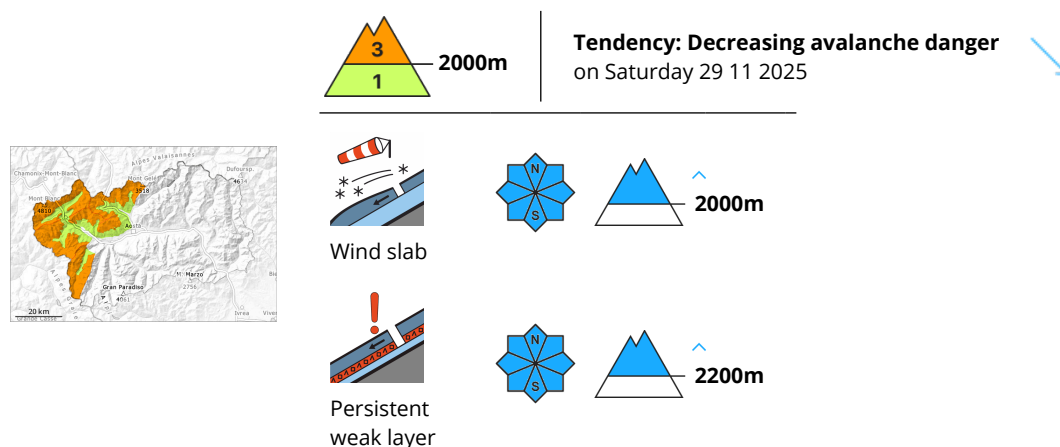 3
1
2000m
Tendency: Decreasing avalanche danger
on Saturday 29 11 2025
N
S
2000m
Wind slab
Alpes Valaisannes
Chamonix-Mont-Blanc
Mont Gelé
3518
Dufoursp.
Mont Blanc
4810
Aosta
M. Marzo
2756
Gran Paradiso
4061
20 km
Ivrea
N
S
2200m
Persistent
weak layer